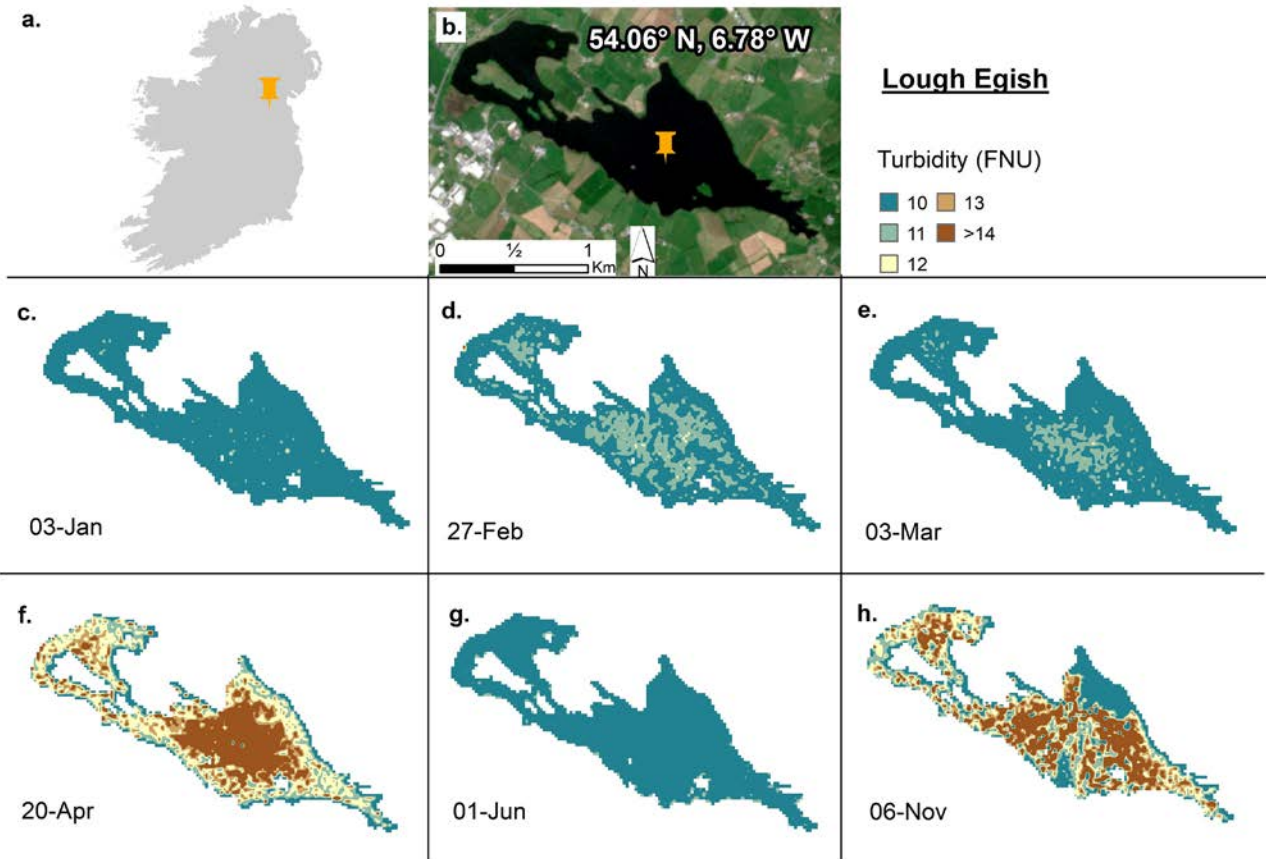 a.
b.
54.06° N, 6.78° W
0 ½ 1
Km
N
Lough Egish
Turbidity (FNU)
10 13
11 >14
12
c.
03-Jan
d.
27-Feb
e.
03-Mar
f.
20-Apr
g.
01-Jun
h.
06-Nov